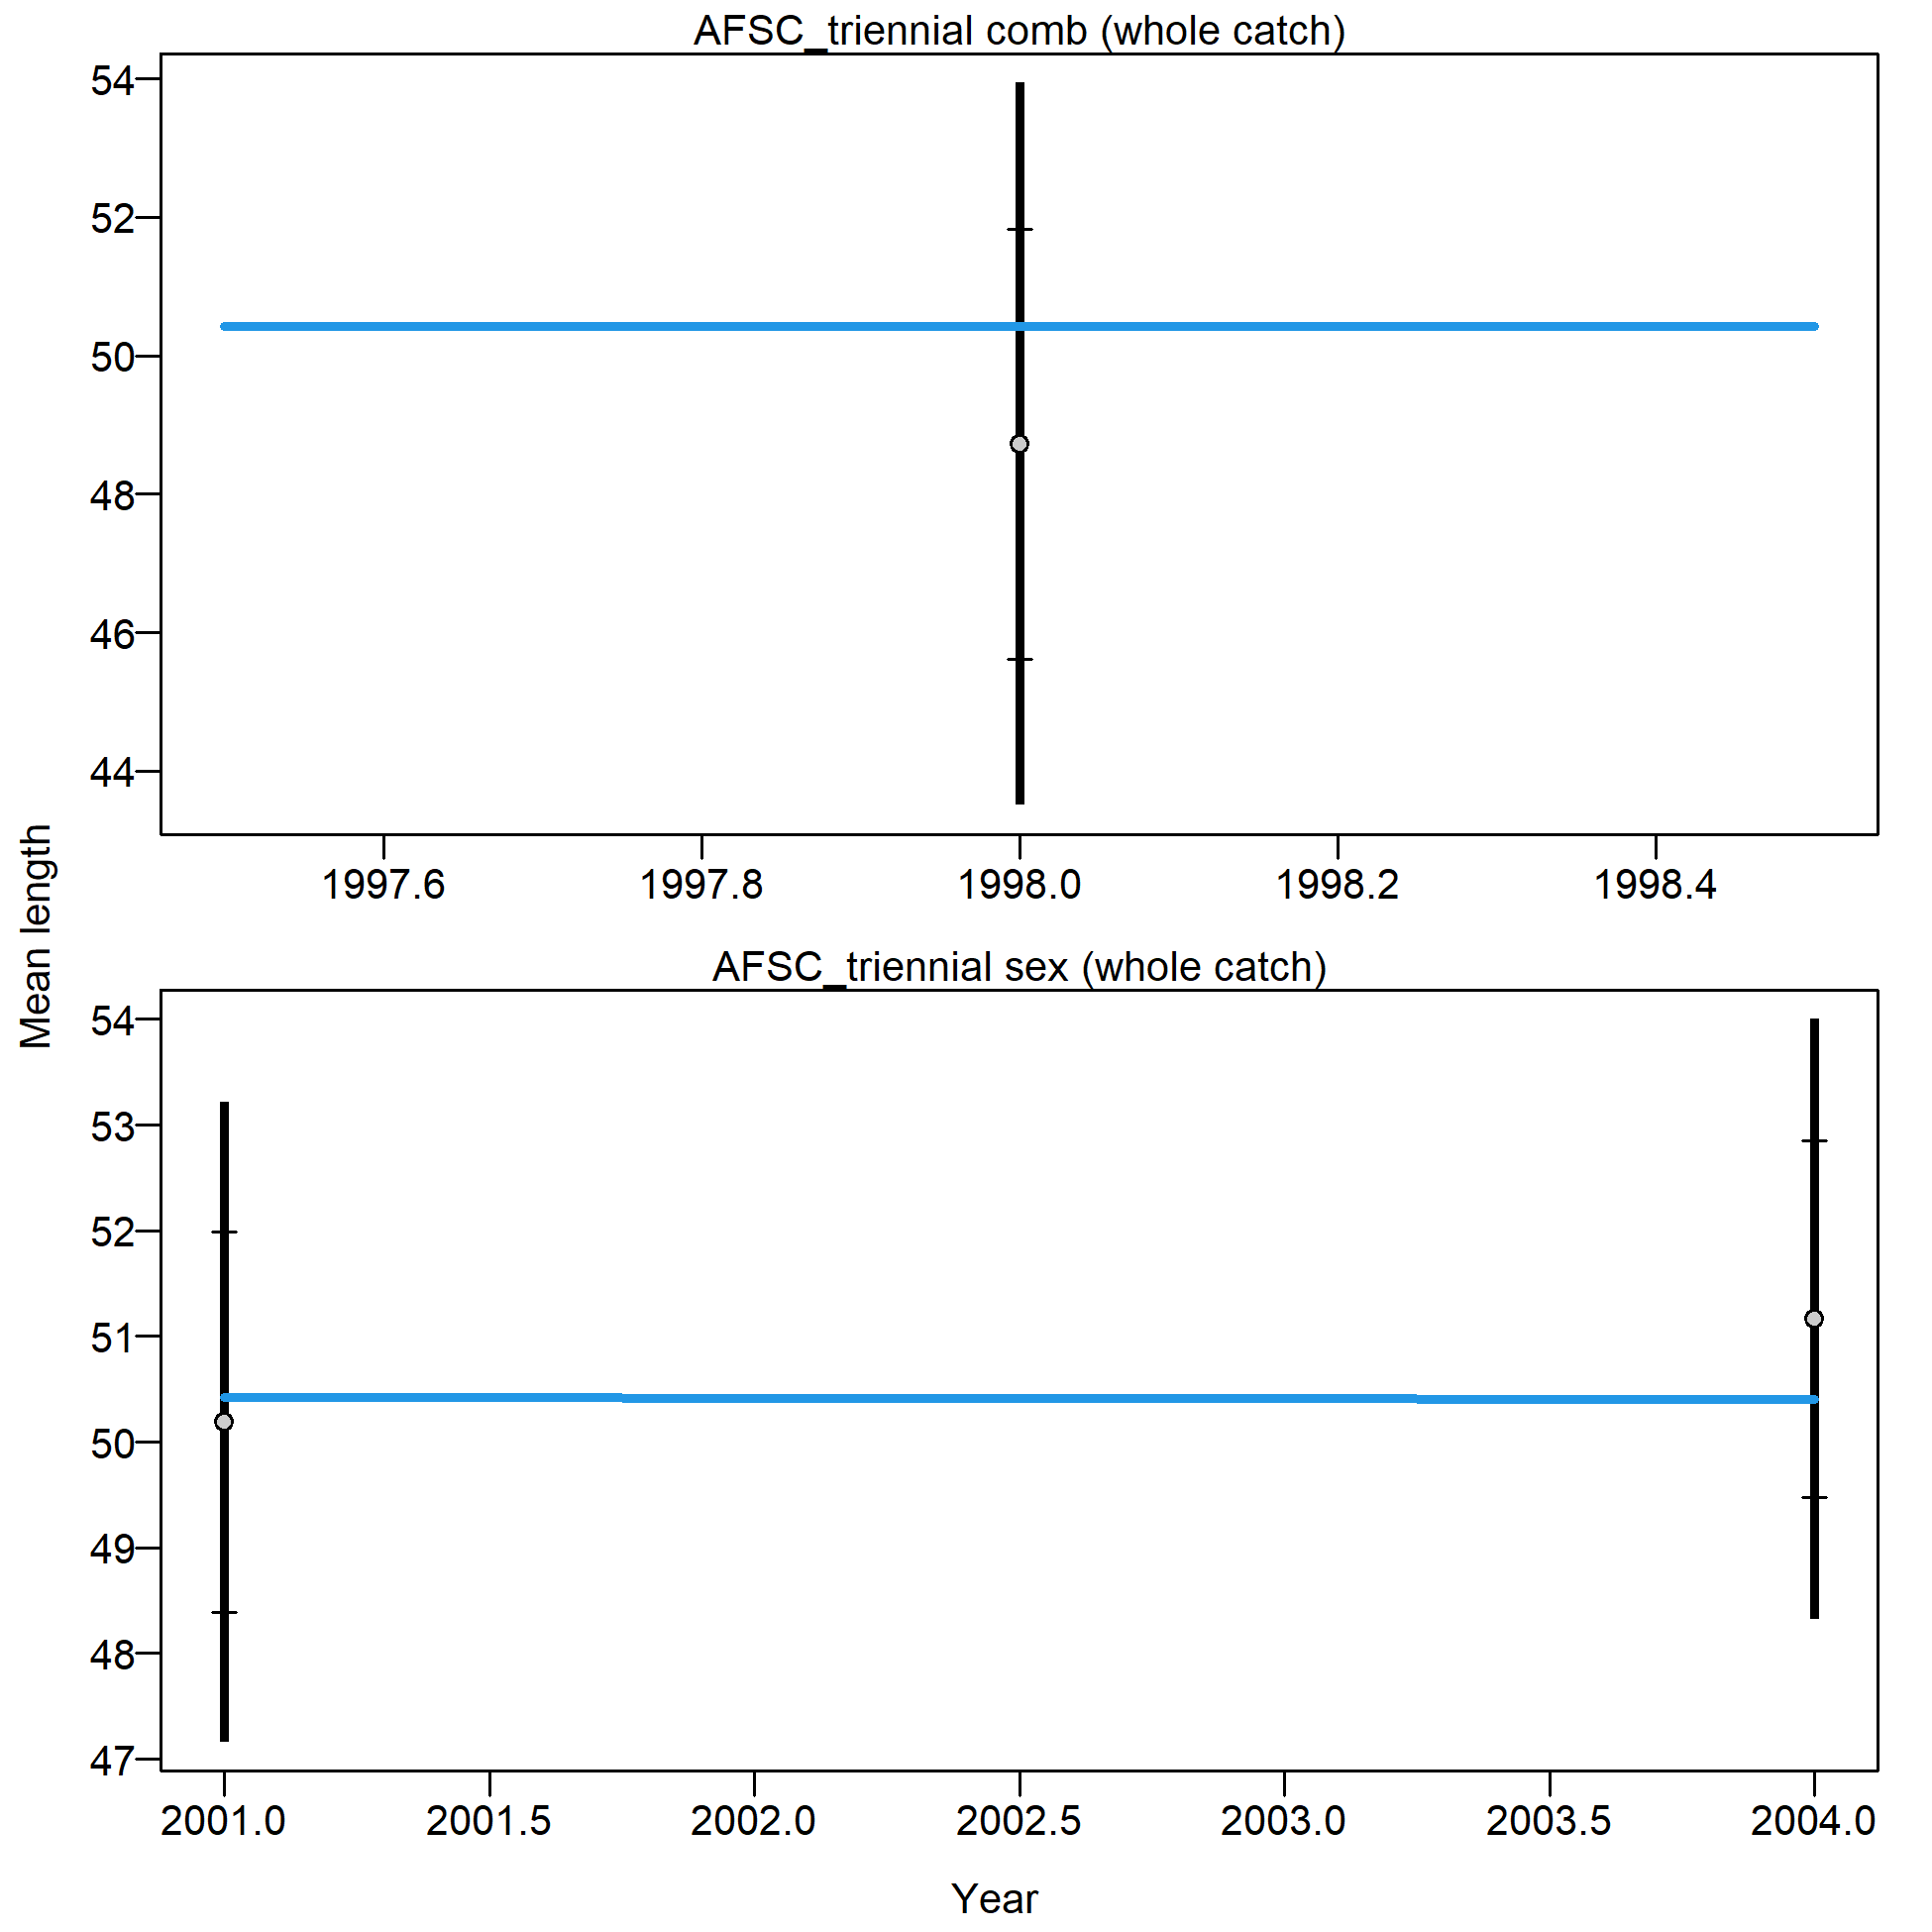 AFSC_triennial comb (whole catch)
54
52
50
48
46
44
1997.6 1997.8 1998.0 1998.2 1998.4
Mean length
AFSC_triennial sex (whole catch)
54
53
52
51
50
49
48
47
2001.0 2001.5 2002.0 2002.5 2003.0 2003.5 2004.0
Year